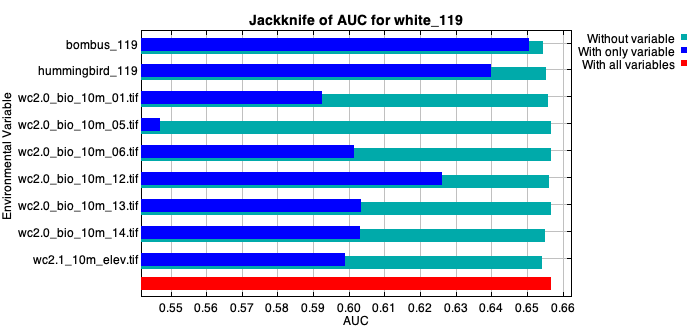 Jackknife of AUC for white_119
Without variable
With only variable
With all variables
Environmental Variable
bombus_119
hummingbird_119
wc2.0_bio_10m_01.tif
wc2.0_bio_10m_05.tif
wc2.0_bio_10m_06.tif
wc2.0_bio_10m_12.tif
wc2.0_bio_10m_13.tif
wc2.0_bio_10m_14.tif
wc2.1_10m_elev.tif
0.55 0.56 0.57 0.58 0.59 0.60 0.61 0.62 0.63 0.64 0.65 0.66
AUC